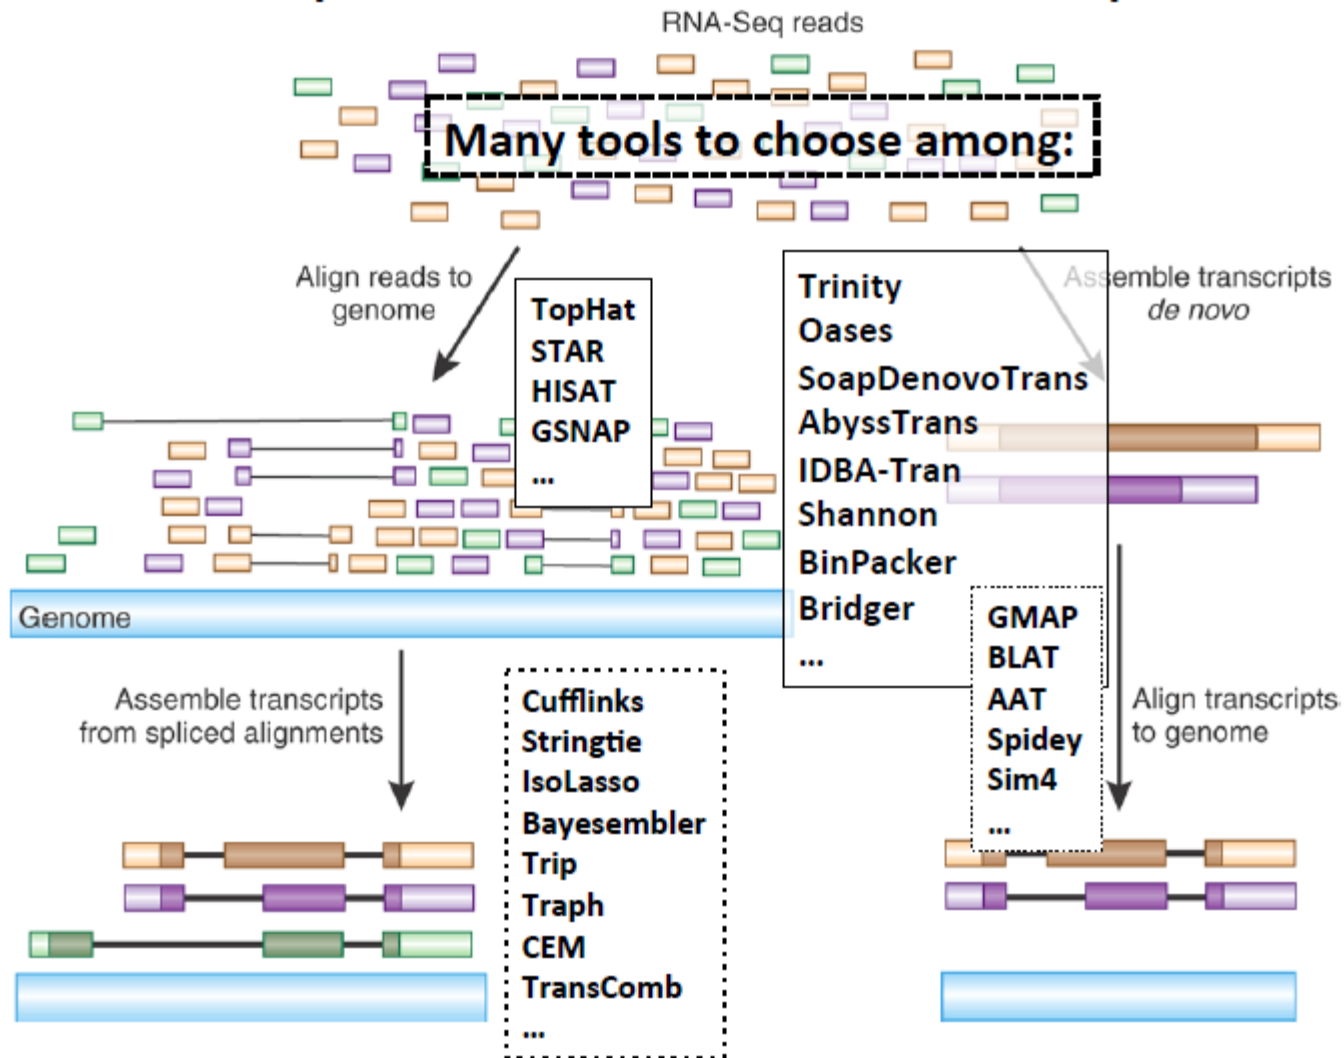 RNA-Seq reads
Many tools to choose among:
Align reads to
genome
TopHat
STAR
HISAT
GSNAP
...
Trinity
Oases
SoapDenovoTrans
AbyssTrans
IDBA-Tran
Shannon
BinPacker
Bridger
...
Assemble transcripts
de novo
Genome
Assemble transcripts
from spliced alignments
Cufflinks
Stringtie
IsoLasso
Bayesembler
Trip
Traph
CEM
TransComb
...
GMAP
BLAT
AAT
Spidey
Sim4
...
Align transcripts
to genome